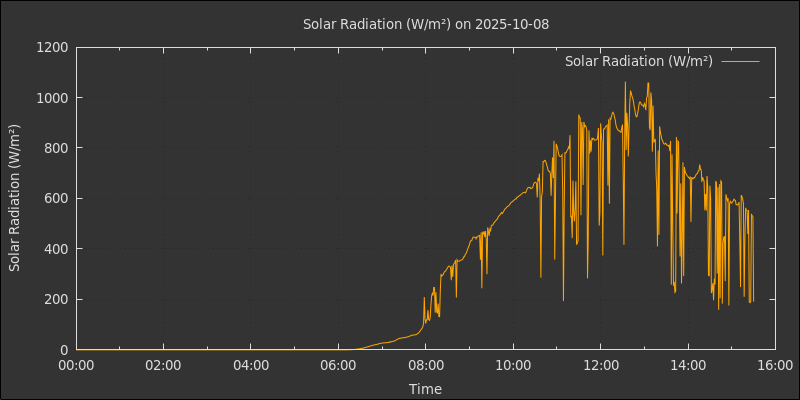 Solar Radiation (W/m²) on 2025-10-08
Solar Radiation (W/m²)
Solar Radiation (W/m²)
1200
1000
800
600
400
200
0
00:00 02:00 04:00 06:00 08:00 10:00 12:00 14:00 16:00
Time